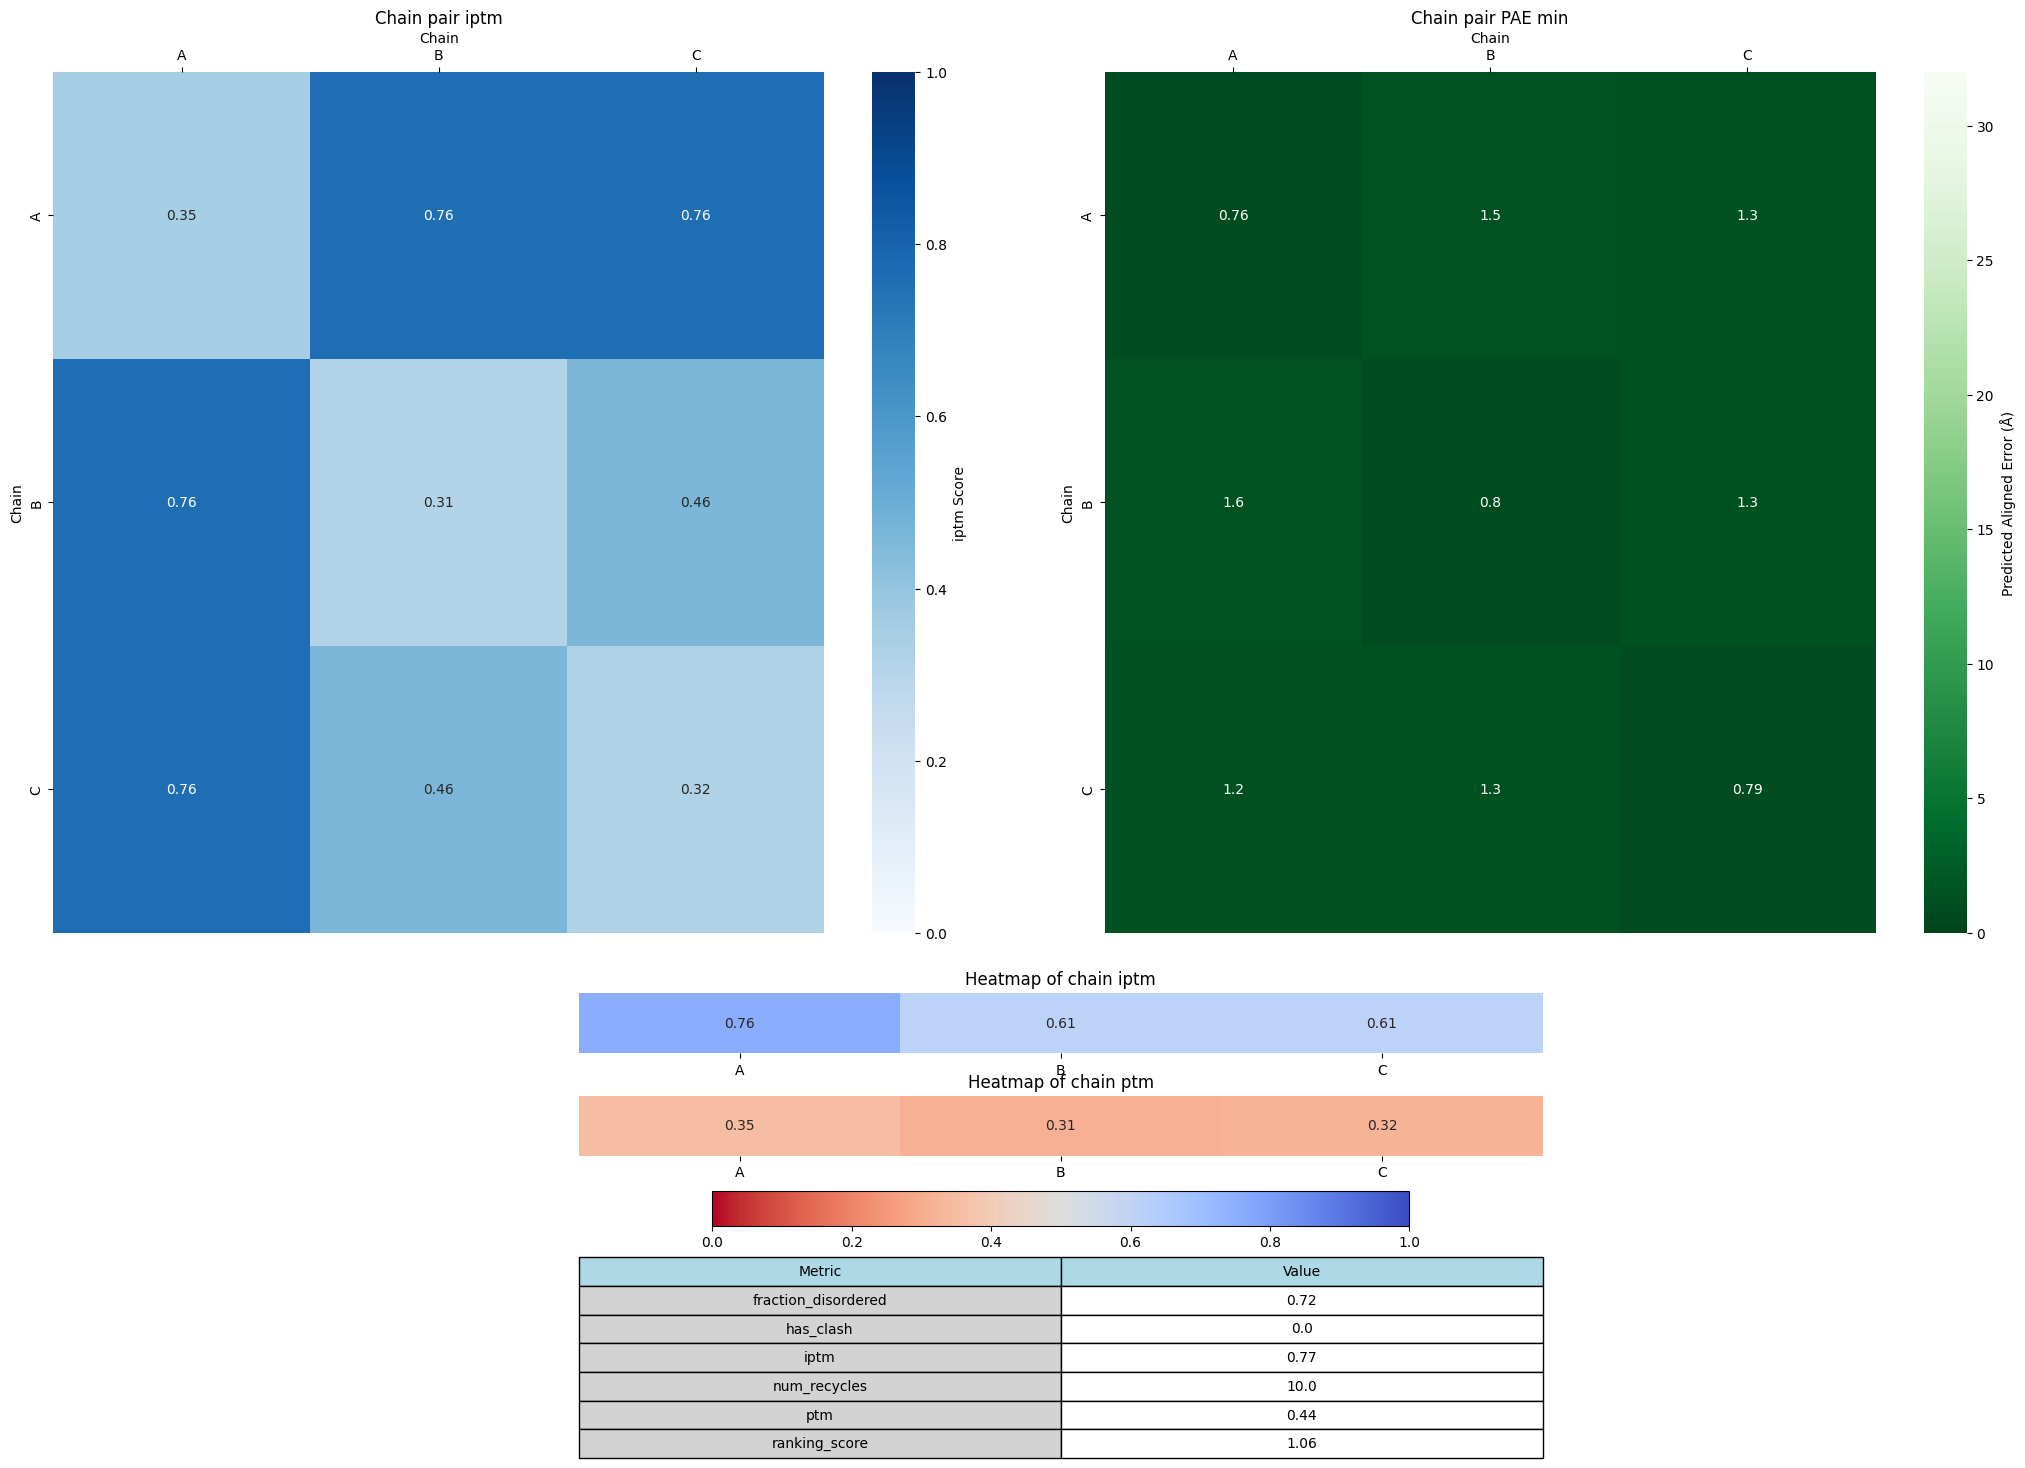 Chain pair iptm
Chain
A B C
A 0.35 0.76 0.76
B 0.76 0.31 0.46
C 0.76 0.46 0.32
Chain
1.0
0.8
0.6
0.4
0.2
0.0
iptm Score
Chain pair PAE min
Chain
A B C
A 0.76 1.5 1.3
B 1.6 0.8 1.3
C 1.2 1.3 0.79
Chain
30
25
20
15
10
5
0
Predicted Aligned Error (Å)
Heatmap of chain iptm
0.76 0.61 0.61
A B C
Heatmap of chain ptm
0.35 0.31 0.32
A B C
0.0 0.2 0.4 0.6 0.8 1.0
Metric Value
fraction_disordered 0.72
has_clash 0.0
iptm 0.77
num_recycles 10.0
ptm 0.44
ranking_score 1.06